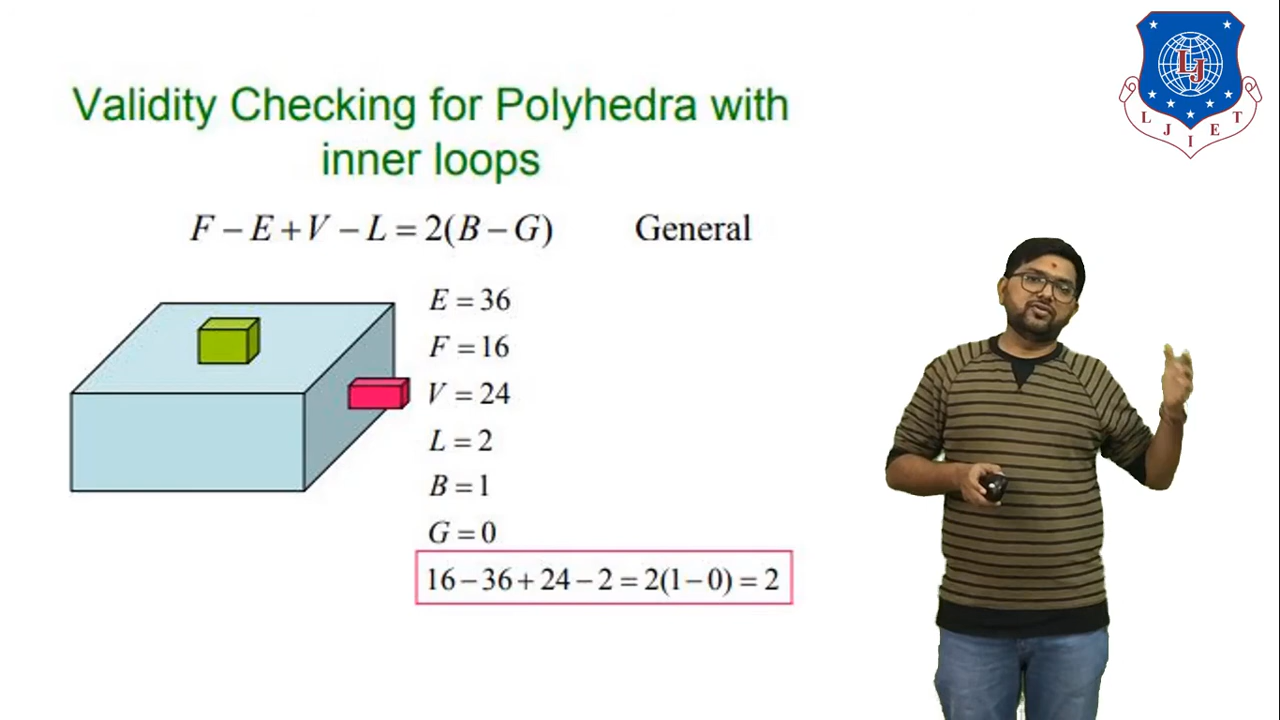 Validity Checking for Polyhedra with
inner loops
F − E + V − L = 2(B − G) General
E = 36
F = 16
V = 24
L = 2
B = 1
G = 0
16 − 36 + 24 − 2 = 2(1 − 0) = 2
LJ
L J I E T